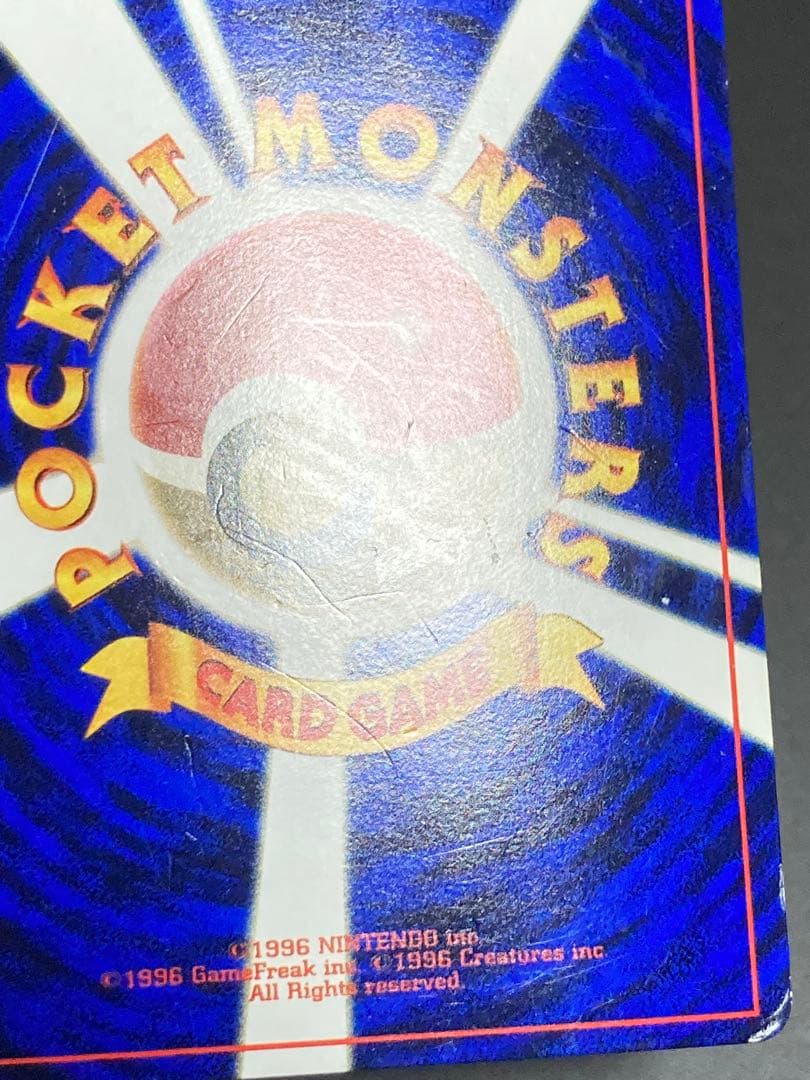 POCKET MONSTERS
CARD GAME
©1996 NINTENDO inc
©1996 GameFreak inc. ©1996 Creatures inc
All Rights reserved.